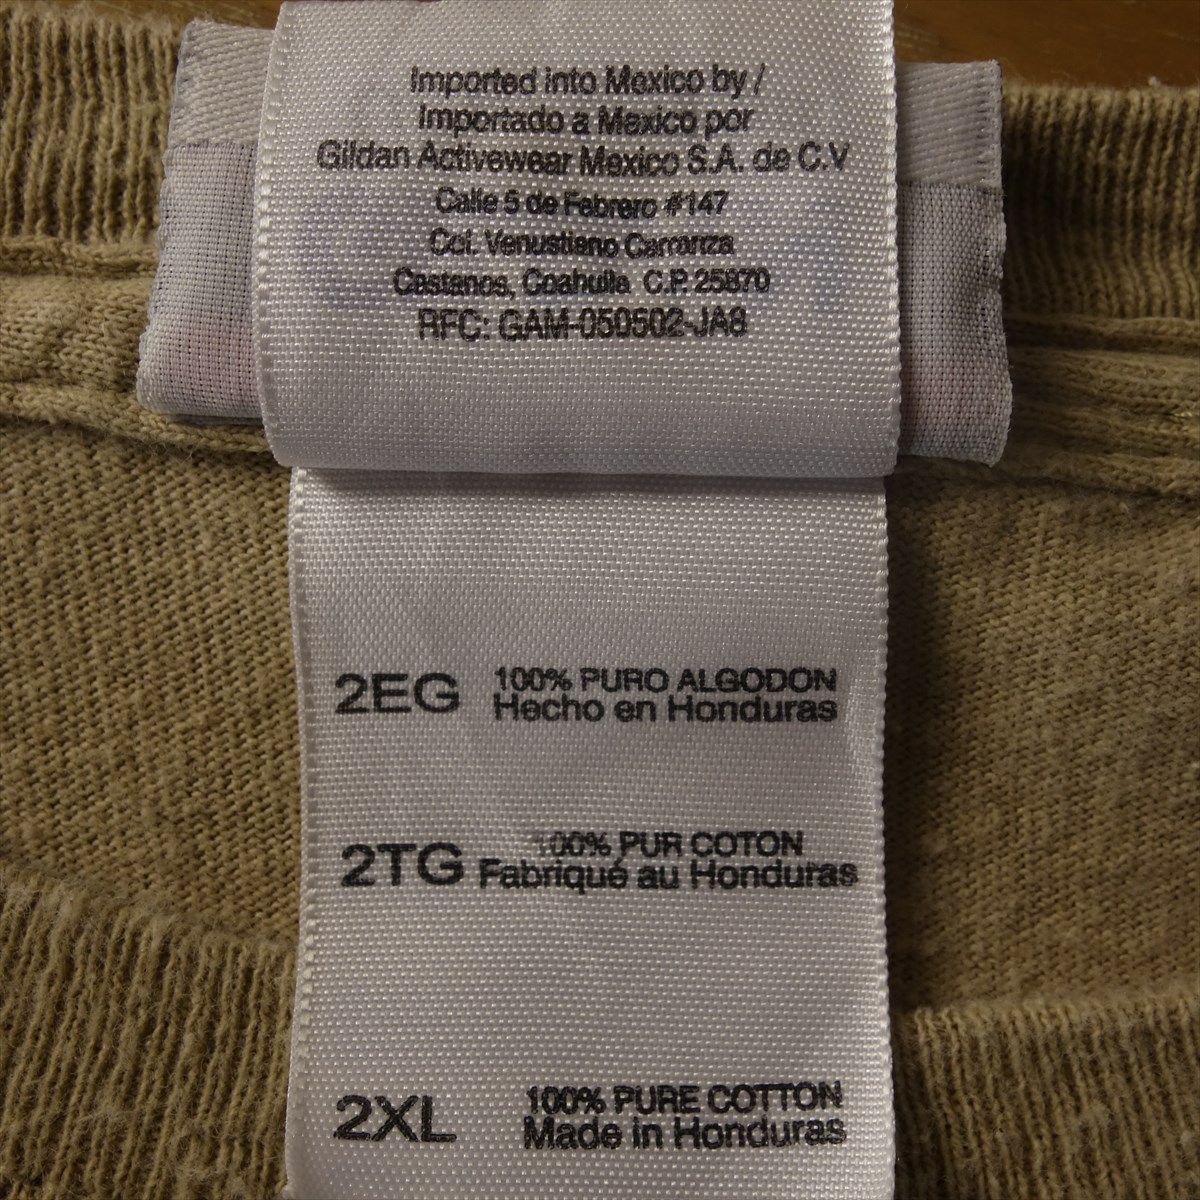 Imported into Mexico by /
Importado a Mexico por
Gildan Activewear Mexico S.A. de C.V
Calle 5 de Febrero #147
Col. Venustiano Carranza
Castanos, Coahuila C.P. 25870
RFC: GAM-050502-JA8
2EG 100% PURO ALGODON
Hecho en Honduras
2TG 100% PUR COTON
Fabriqué au Honduras
2XL 100% PURE COTTON
Made in Honduras